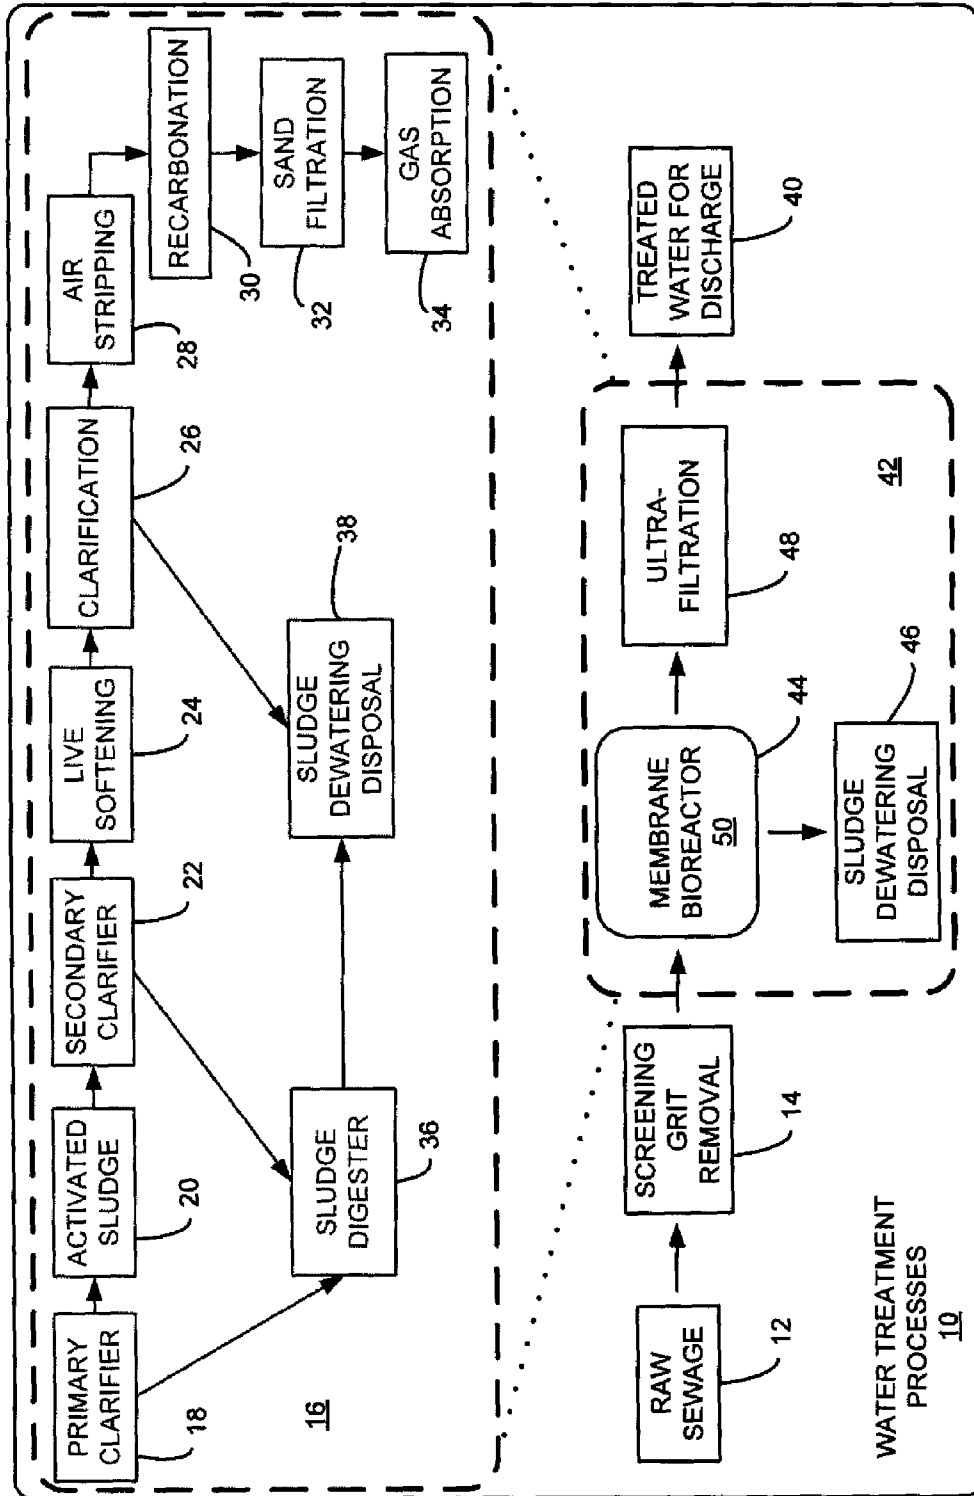 PRIMARY
CLARIFIER
18
ACTIVATED
SLUDGE
20
SECONDARY
CLARIFIER
22
LIVE
SOFTENING
24
CLARIFICATION
26
AIR
STRIPPING
28
RECARBONATION
30
SAND
FILTRATION
32
GAS
ABSORPTION
34
SLUDGE
DIGESTER
36
SLUDGE
DEWATERING
DISPOSAL
38
16
RAW
SEWAGE
12
SCREENING
GRIT
REMOVAL
14
MEMBRANE
BIOREACTOR
50
44
ULTRA-
FILTRATION
48
TREATED
WATER FOR
DISCHARGE
40
SLUDGE
DEWATERING
DISPOSAL
46
42
WATER TREATMENT
PROCESSES
10